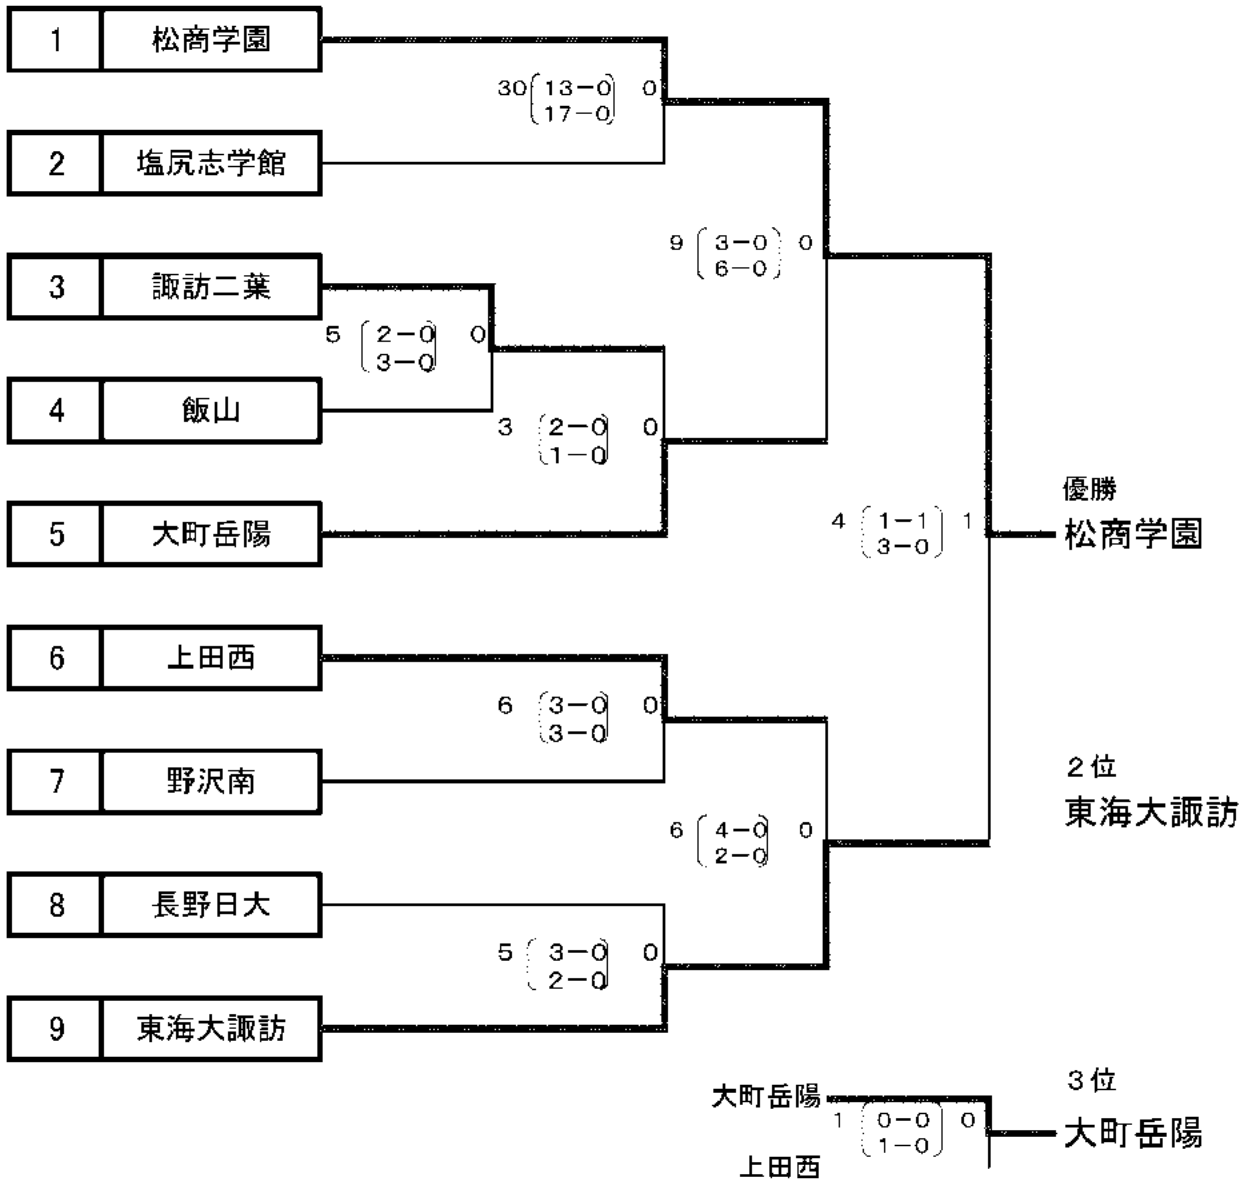 1 松商学園
30 13-0 0
17-0
2 塩尻志学館
9 3-0 0
6-0
3 諏訪二葉
5 2-0 0
3-0
4 飯山
3 2-0 0
1-0
5 大町岳陽
優勝
4 1-1 1
松商学園
3-0
6 上田西
6 3-0 0
3-0
7 野沢南
2位
東海大諏訪
6 4-0 0
2-0
8 長野日大
5 3-0 0
2-0
9 東海大諏訪
3位
大町岳陽
1 0-0 0
1-0
大町岳陽
上田西